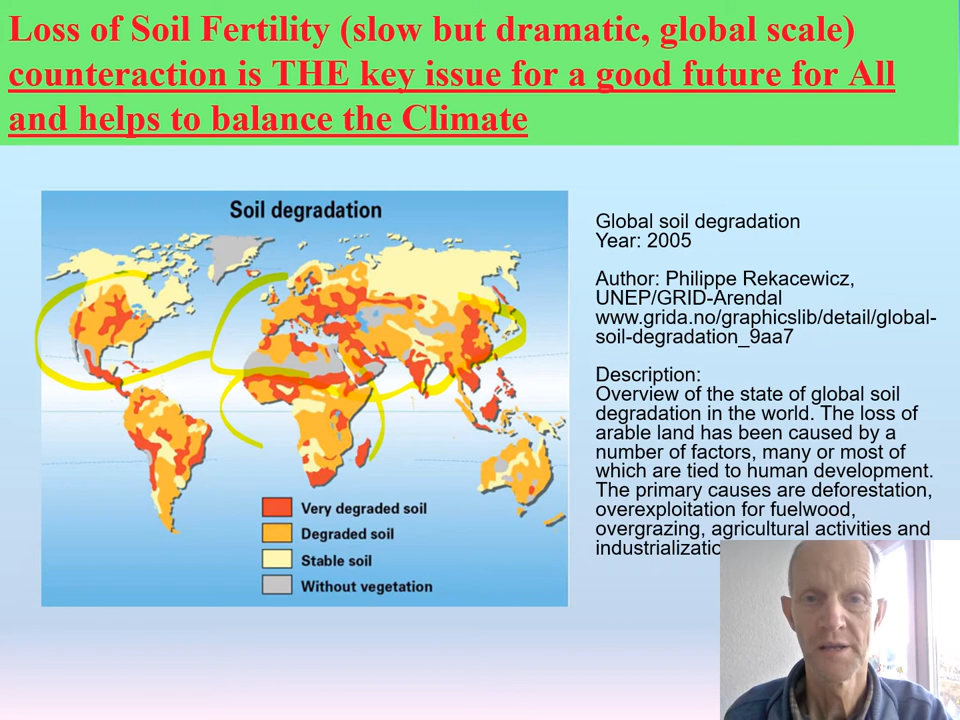 Loss of Soil Fertility (slow but dramatic, global scale)
counteraction is THE key issue for a good future for All
and helps to balance the Climate
Soil degradation
Very degraded soil
Degraded soil
Stable soil
Without vegetation
Global soil degradation
Year: 2005
Author: Philippe Rekacewicz,
UNEP/GRID-Arendal
www.grida.no/graphicslib/detail/global-
soil-degradation_9aa7
Description:
Overview of the state of global soil
degradation in the world. The loss of
arable land has been caused by a
number of factors, many or most of
which are tied to human development.
The primary causes are deforestation,
overexploitation for fuelwood,
overgrazing, agricultural activities and